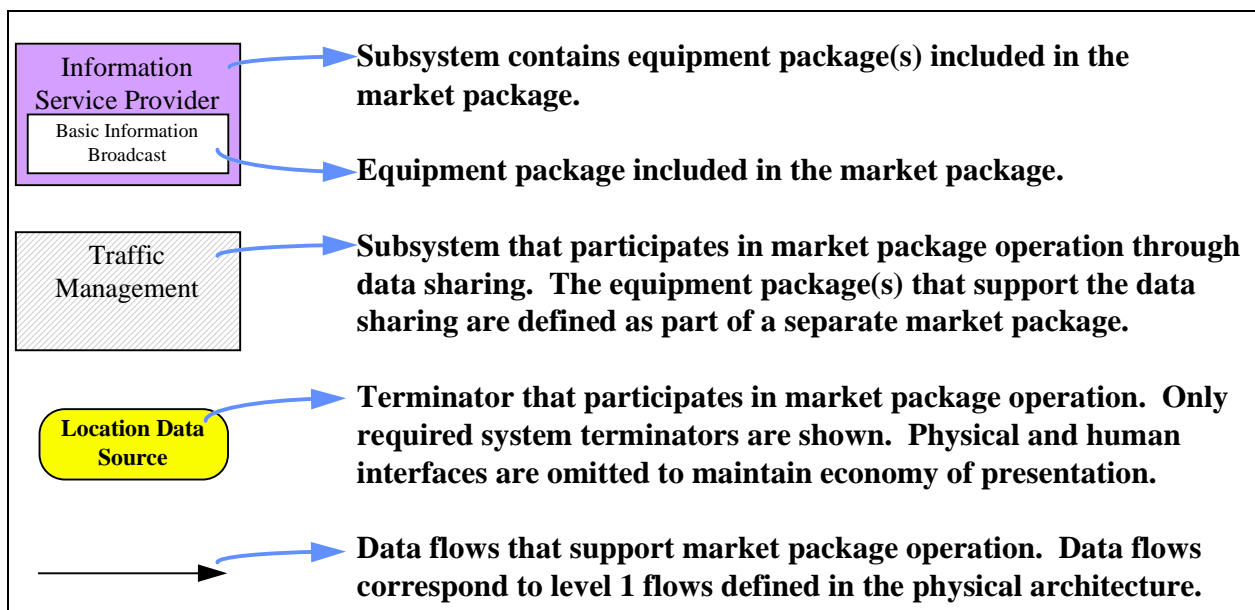 Information
Service Provider
Basic Information
Broadcast
Subsystem contains equipment package(s) included in the
market package.
Equipment package included in the market package.
Traffic
Management
Subsystem that participates in market package operation through
data sharing.  The equipment package(s) that support the data
sharing are defined as part of a separate market package.
Location Data
Source
Terminator that participates in market package operation.  Only
required system terminators are shown.  Physical and human
interfaces are omitted to maintain economy of presentation.
Data flows that support market package operation.  Data flows
correspond to level 1 flows defined in the physical architecture.